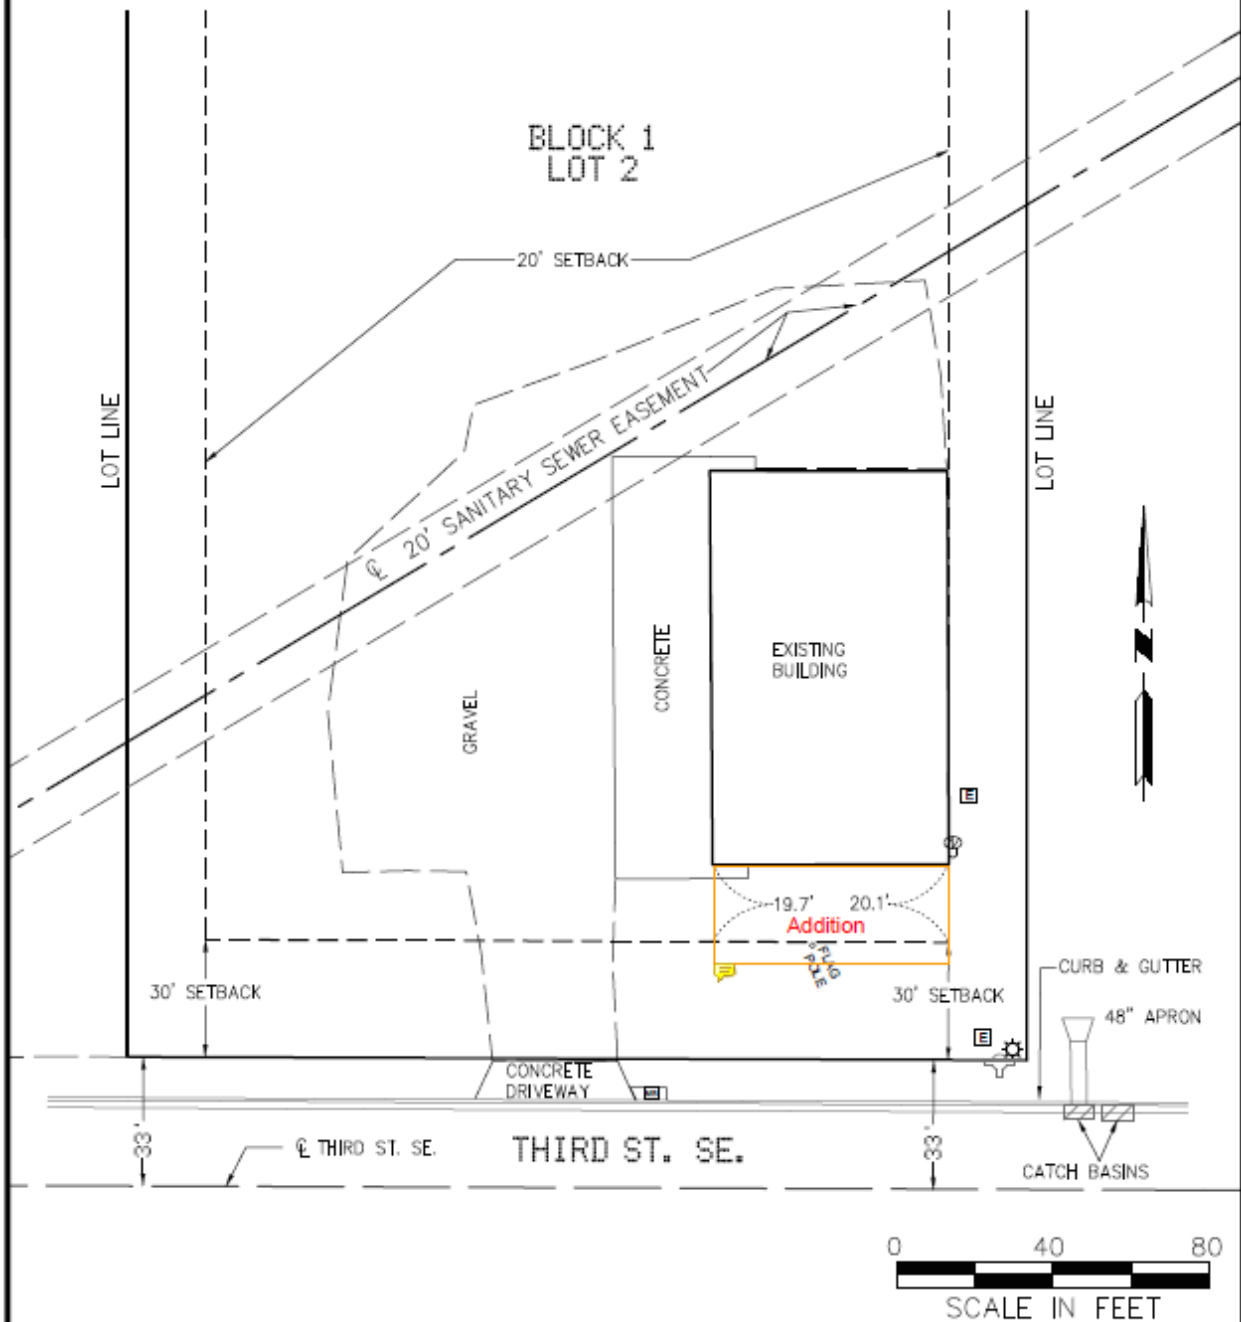 BLOCK 1
LOT 2
20' SETBACK
LOT LINE
LOT LINE
℄ 20' SANITARY SEWER EASEMENT
CONCRETE
EXISTING
BUILDING
GRAVEL
E
19.7' 20.1'
Addition
FLAG
POLE
30' SETBACK
30' SETBACK
CURB & GUTTER
48" APRON
E
CONCRETE
DRIVEWAY
33'
℄ THIRD ST. SE.
THIRD ST. SE.
33'
CATCH BASINS
N
0 40 80
SCALE IN FEET